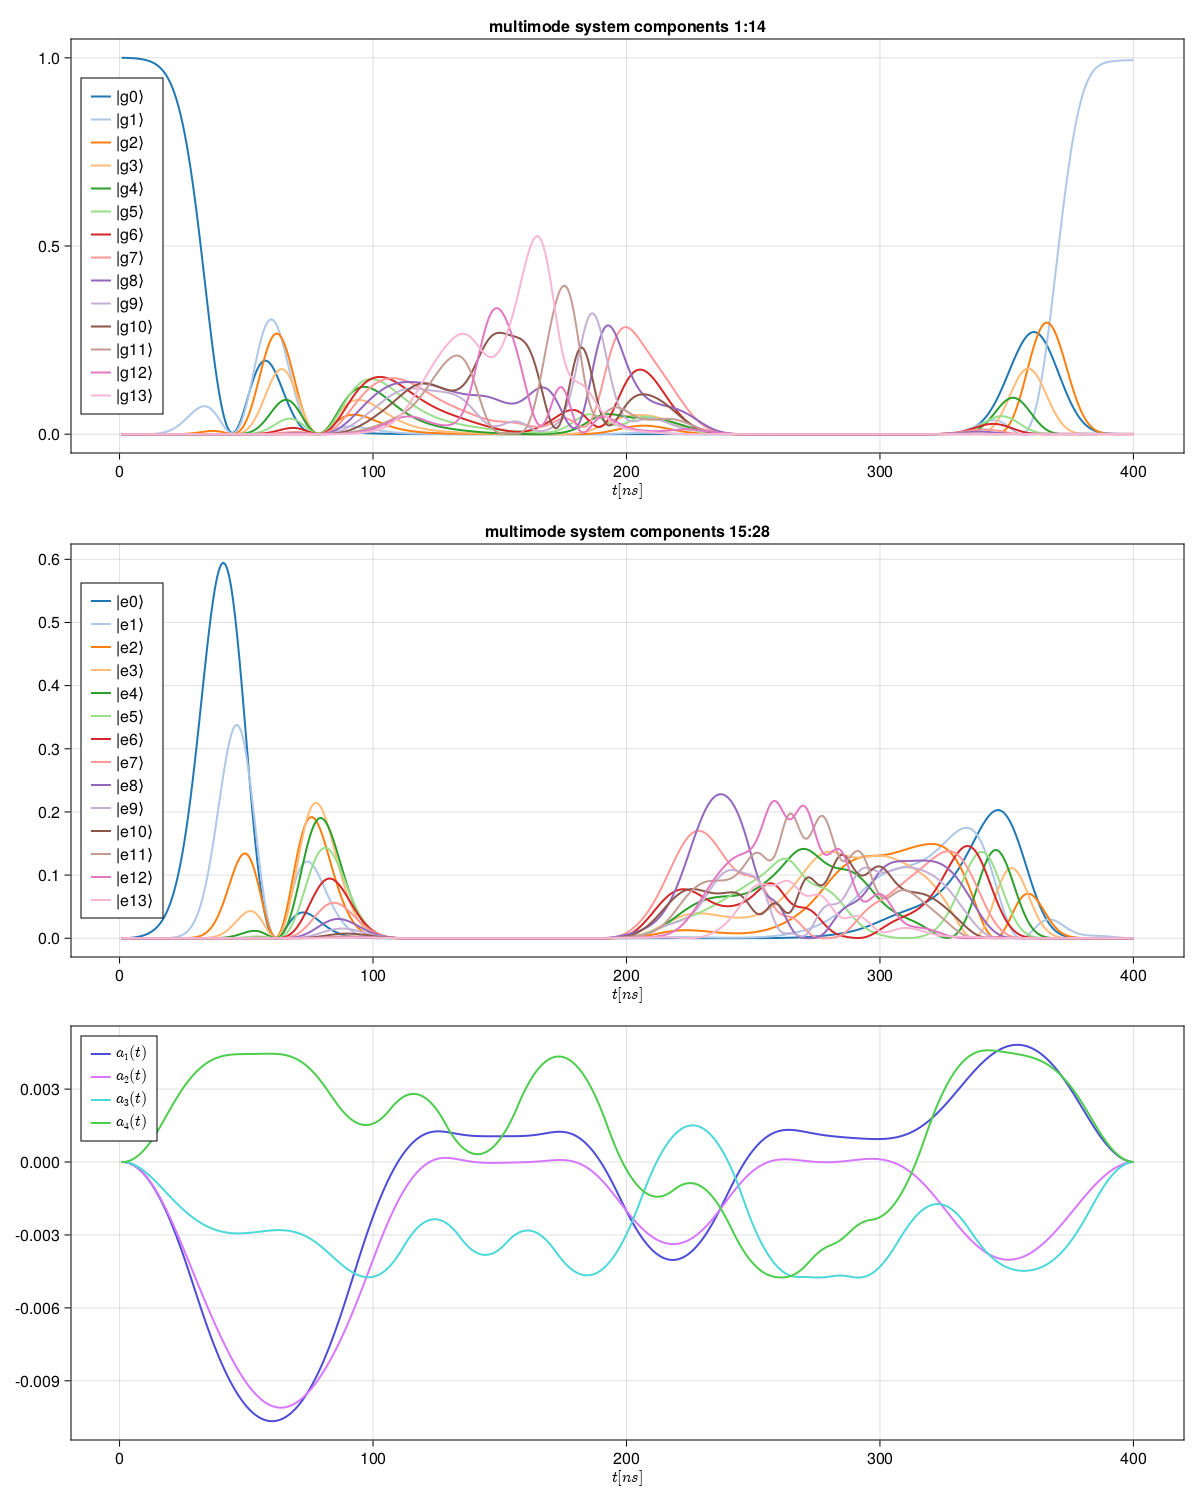 multimode system components 1:14
1.0
0.5
0.0
|g0⟩
|g1⟩
|g2⟩
|g3⟩
|g4⟩
|g5⟩
|g6⟩
|g7⟩
|g8⟩
|g9⟩
|g10⟩
|g11⟩
|g12⟩
|g13⟩
0 100 200 300 400
t[ns]
multimode system components 15:28
0.6
0.5
0.4
0.3
0.2
0.1
0.0
|e0⟩
|e1⟩
|e2⟩
|e3⟩
|e4⟩
|e5⟩
|e6⟩
|e7⟩
|e8⟩
|e9⟩
|e10⟩
|e11⟩
|e12⟩
|e13⟩
0 100 200 300 400
t[ns]
0.003
0.000
-0.003
-0.006
-0.009
a₁(t)
a₂(t)
a₃(t)
a₄(t)
0 100 200 300 400
t[ns]